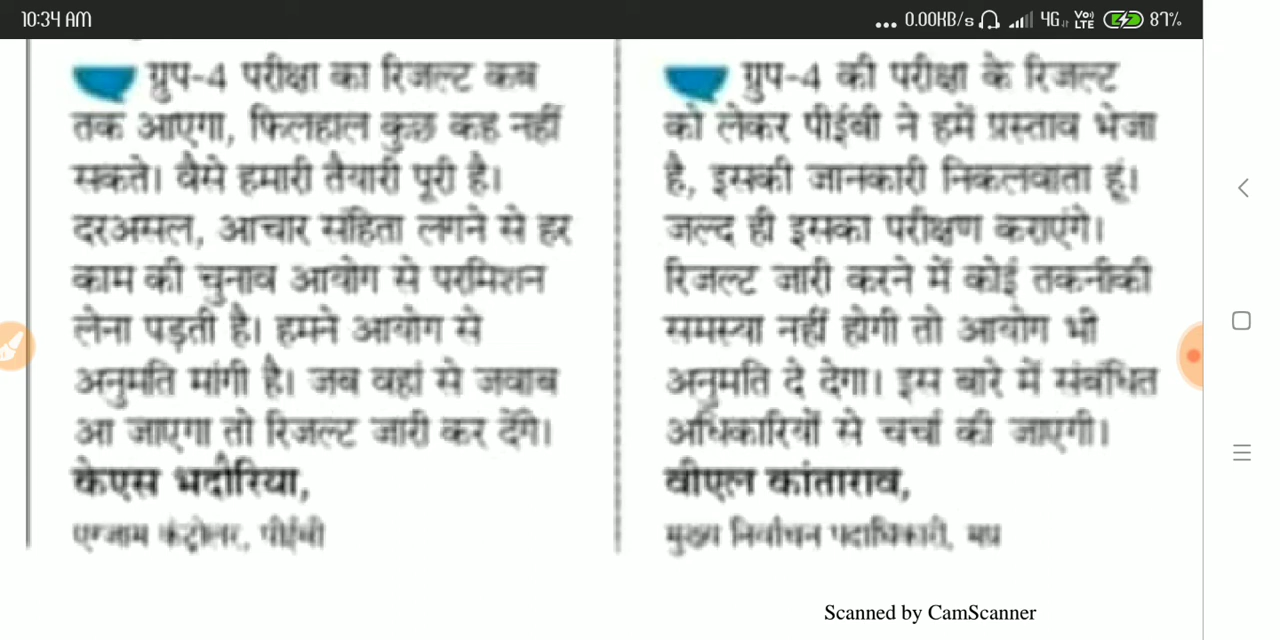 10:34 AM
... 0.00KB/s 4G Vo)) LTE 87%
ग्रुप-4 परीक्षा का रिजल्ट कब
तक आएगा, फिलहाल कुछ कह नहीं
सकते। वैसे हमारी तैयारी पूरी है।
दरअसल, आचार संहिता लगने से हर
काम की चुनाव आयोग से परमिशन
लेना पड़ती है। हमने आयोग से
अनुमति मांगी है। जब वहां से जवाब
आ जाएगा तो रिजल्ट जारी कर देंगे।
केएस भदौरिया,
एग्जाम कंट्रोलर, पीईबी
ग्रुप-4 की परीक्षा के रिजल्ट
को लेकर पीईबी ने हमें प्रस्ताव भेजा
है, इसकी जानकारी निकलवाता हूं।
जल्द ही इसका परीक्षण कराएंगे।
रिजल्ट जारी करने में कोई तकनीकी
समस्या नहीं होगी तो आयोग भी
अनुमति दे देगा। इस बारे में संबंधित
अधिकारियों से चर्चा की जाएगी।
वीएल कांताराव,
मुख्य निर्वाचन पदाधिकारी, मप्र
Scanned by CamScanner